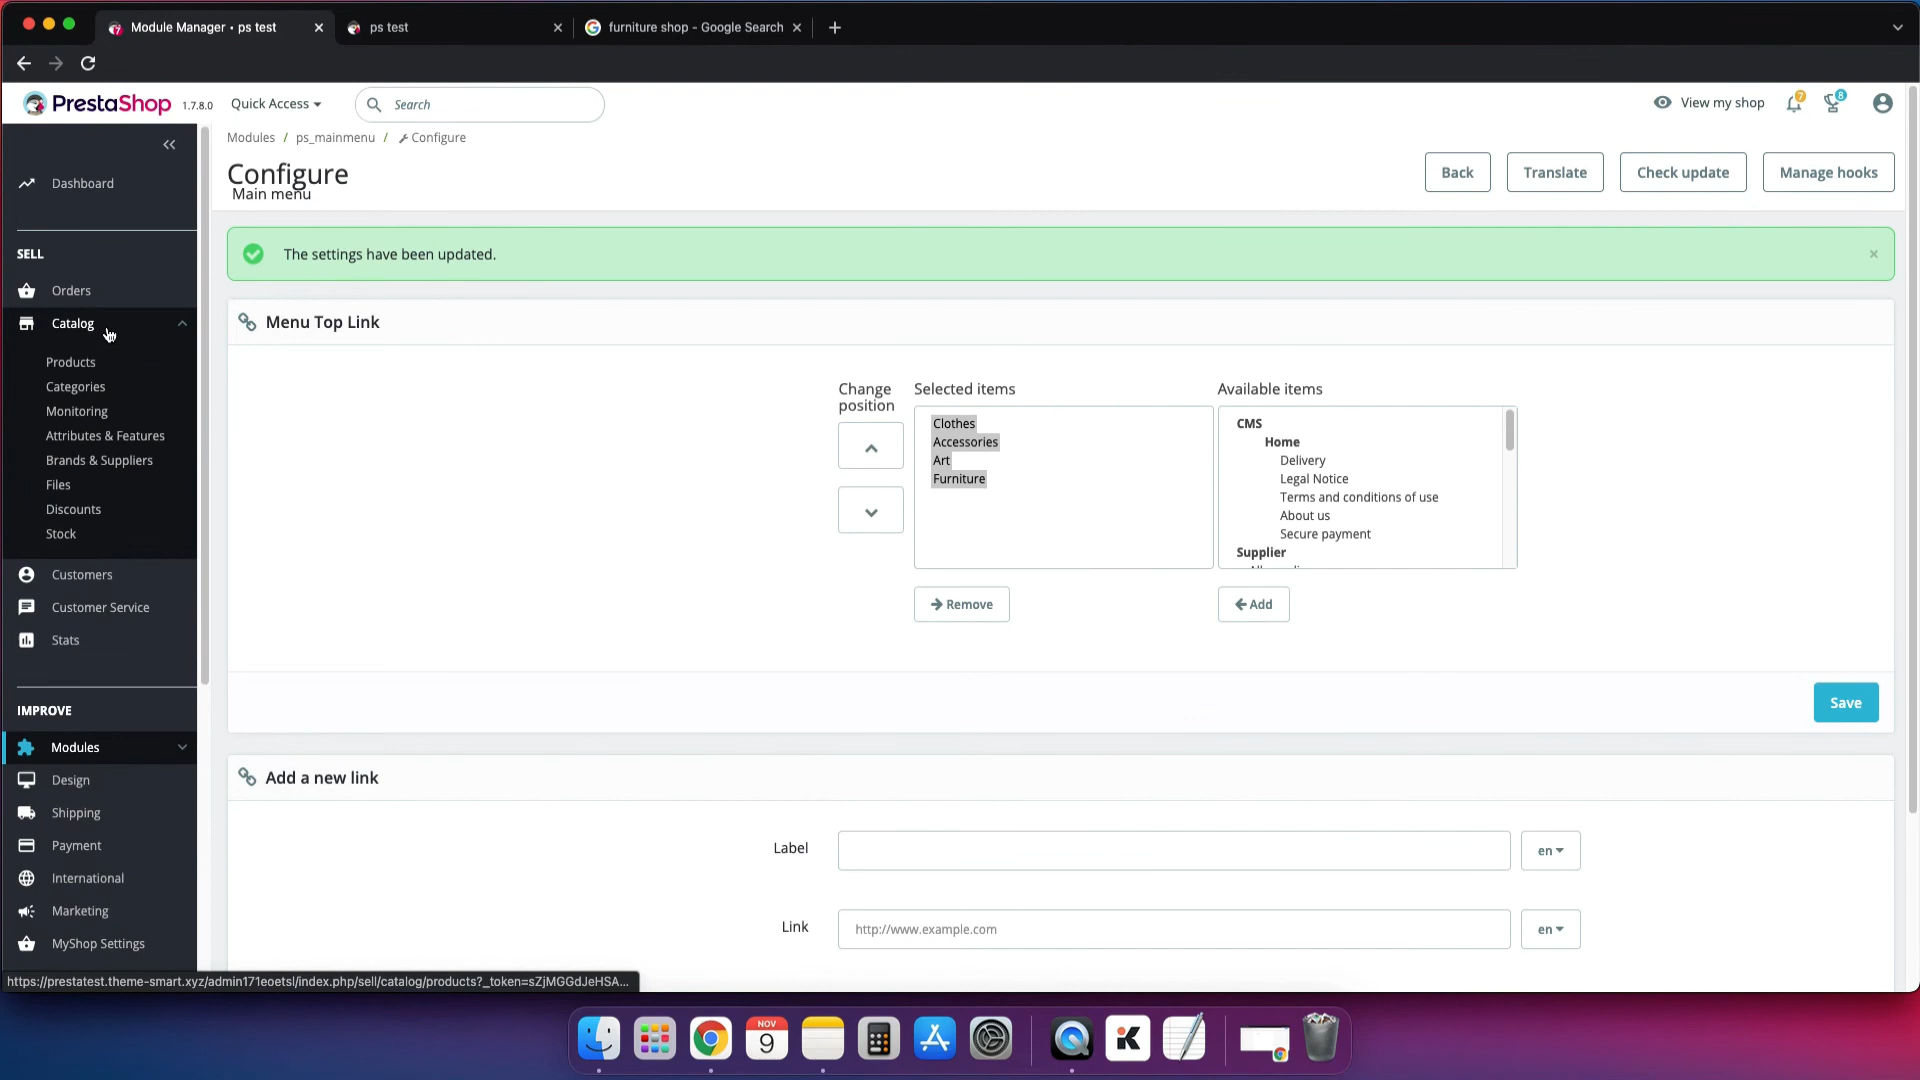 Module Manager • ps test
ps test
furniture shop - Google Search
PrestaShop 1.7.8.0
Quick Access
Search
View my shop
7
8
Modules / ps_mainmenu / Configure
Configure
Main menu
Back
Translate
Check update
Manage hooks
Dashboard
SELL
Orders
Catalog
Products
Categories
Monitoring
Attributes & Features
Brands & Suppliers
Files
Discounts
Stock
Customers
Customer Service
Stats
IMPROVE
Modules
Design
Shipping
Payment
International
Marketing
MyShop Settings
The settings have been updated.
Menu Top Link
Change position
Selected items
Clothes
Accessories
Art
Furniture
Remove
Available items
CMS
Home
Delivery
Legal Notice
Terms and conditions of use
About us
Secure payment
Supplier
Add
Save
Add a new link
Label
en
Link
http://www.example.com
en
https://prestatest.theme-smart.xyz/admin171eoetsl/index.php/sell/catalog/products?_token=sZjMGGdJeHSA...
NOV
9